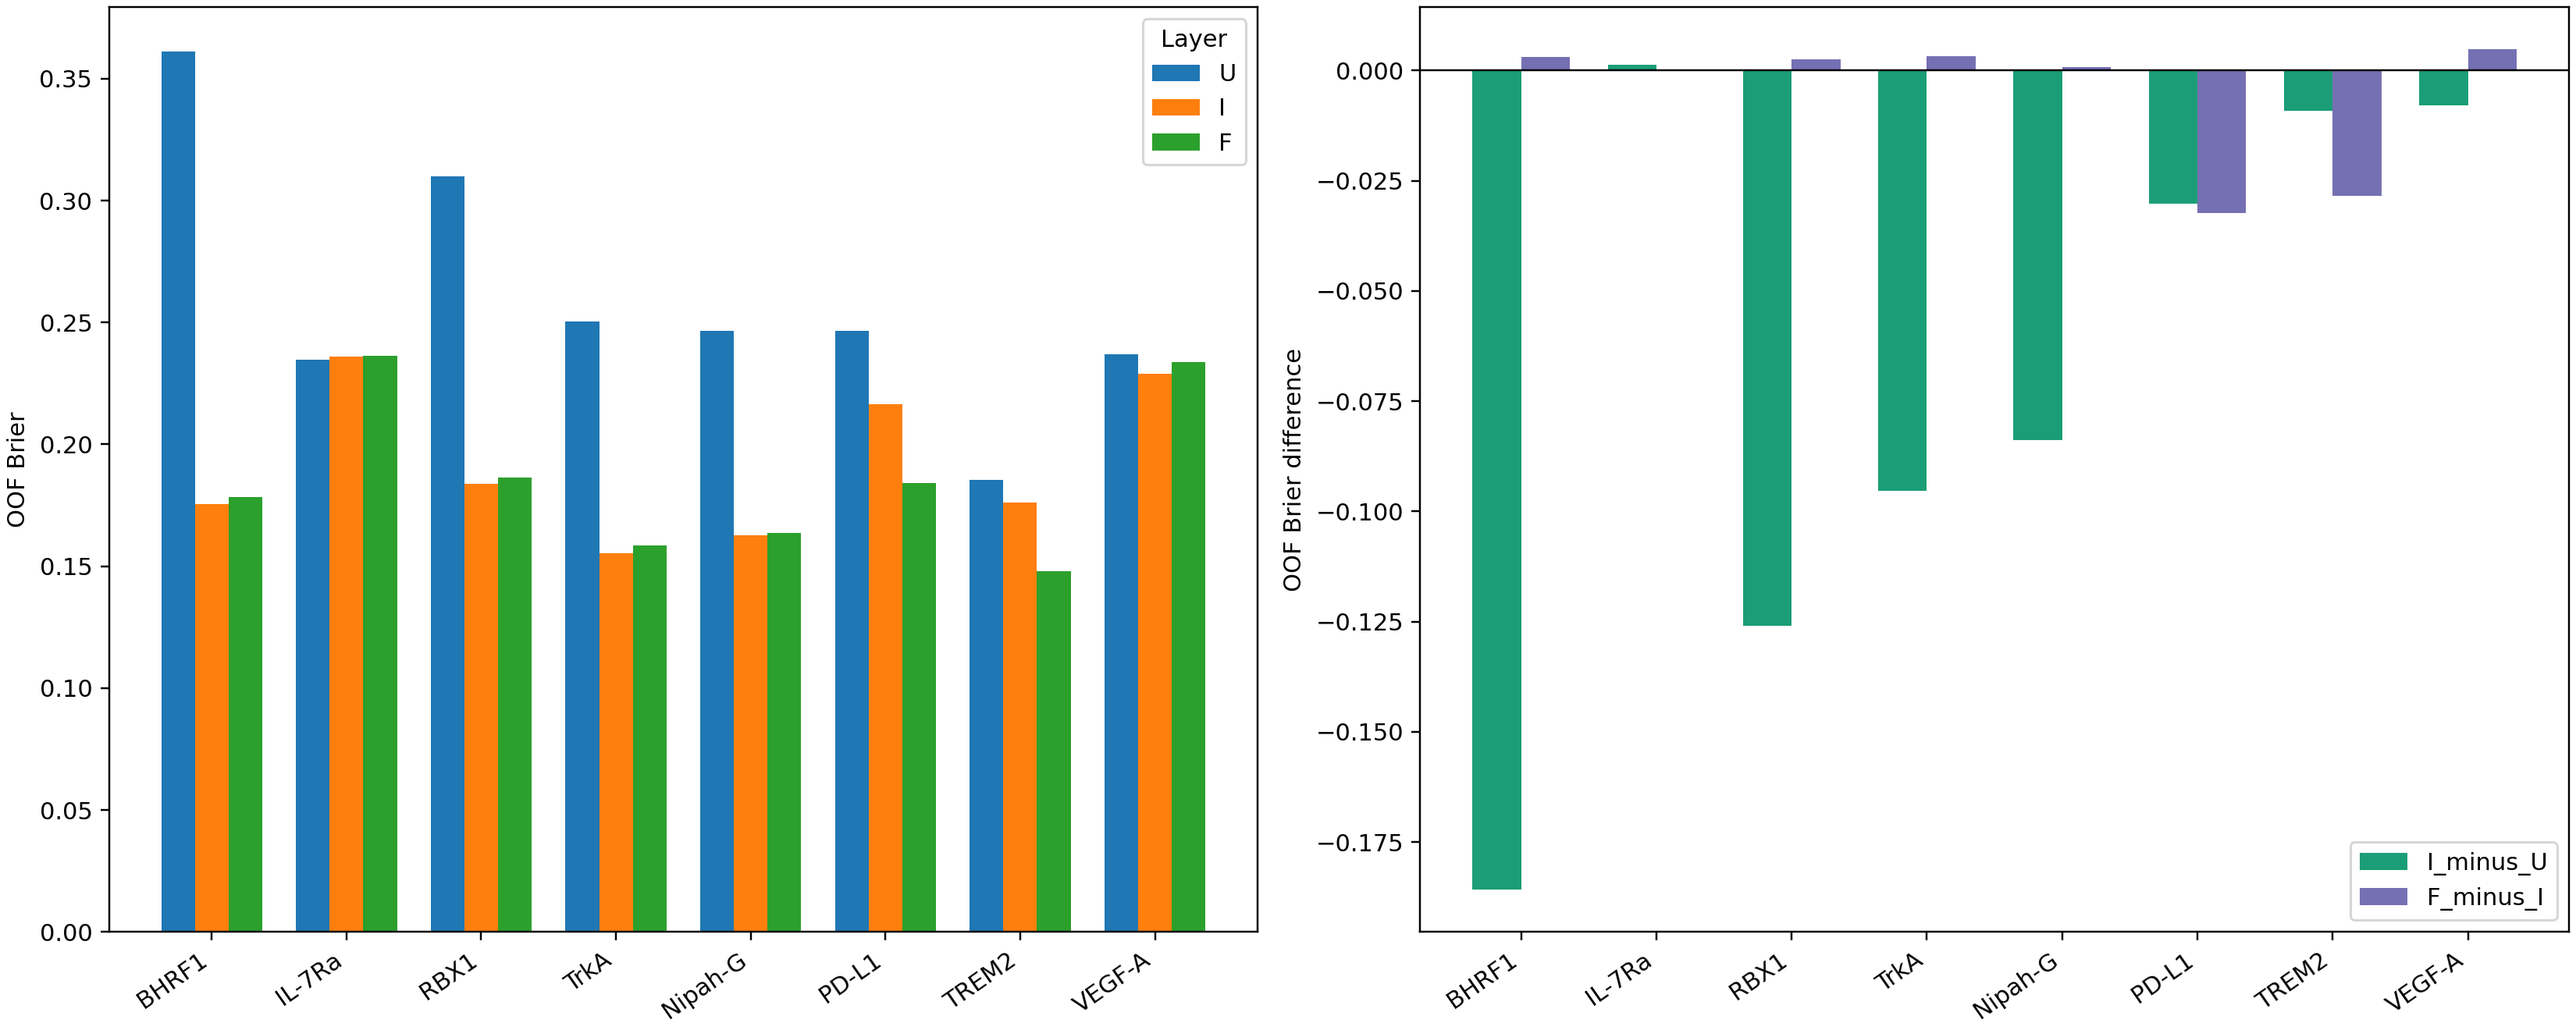 OOF Brier
0.35
0.30
0.25
0.20
0.15
0.10
0.05
0.00
Layer
U
I
F
BHRF1
IL-7Ra
RBX1
TrkA
Nipah-G
PD-L1
TREM2
VEGF-A
OOF Brier difference
0.000
−0.025
−0.050
−0.075
−0.100
−0.125
−0.150
−0.175
I_minus_U
F_minus_I
BHRF1
IL-7Ra
RBX1
TrkA
Nipah-G
PD-L1
TREM2
VEGF-A